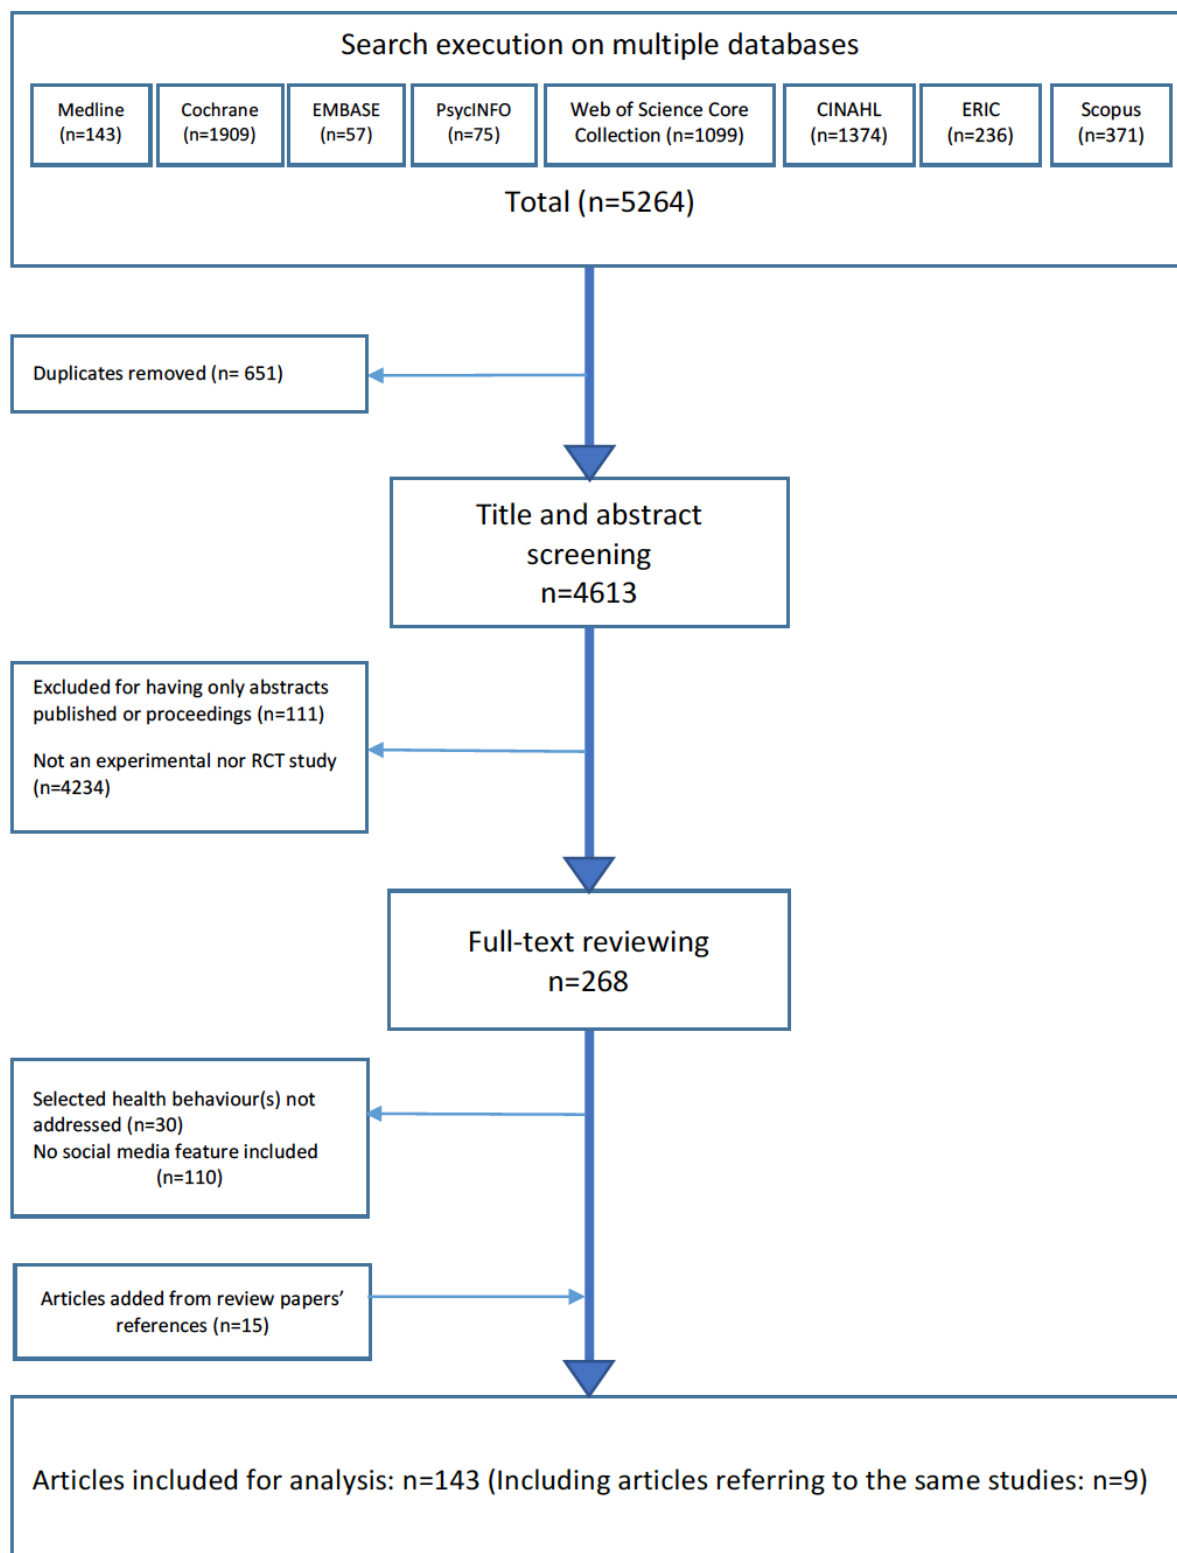 Search execution on multiple databases
Medline
(n=143)
Cochrane
(n=1909)
EMBASE
(n=57)
PsycINFO
(n=75)
Web of Science Core
Collection (n=1099)
CINAHL
(n=1374)
ERIC
(n=236)
Scopus
(n=371)
Total (n=5264)
Duplicates removed (n= 651)
Title and abstract
screening
n=4613
Excluded for having only abstracts
published or proceedings (n=111)
Not an experimental nor RCT study
(n=4234)
Full-text reviewing
n=268
Selected health behaviour(s) not
addressed (n=30)
No social media feature included
(n=110)
Articles added from review papers’
references (n=15)
Articles included for analysis: n=143 (Including articles referring to the same studies: n=9)